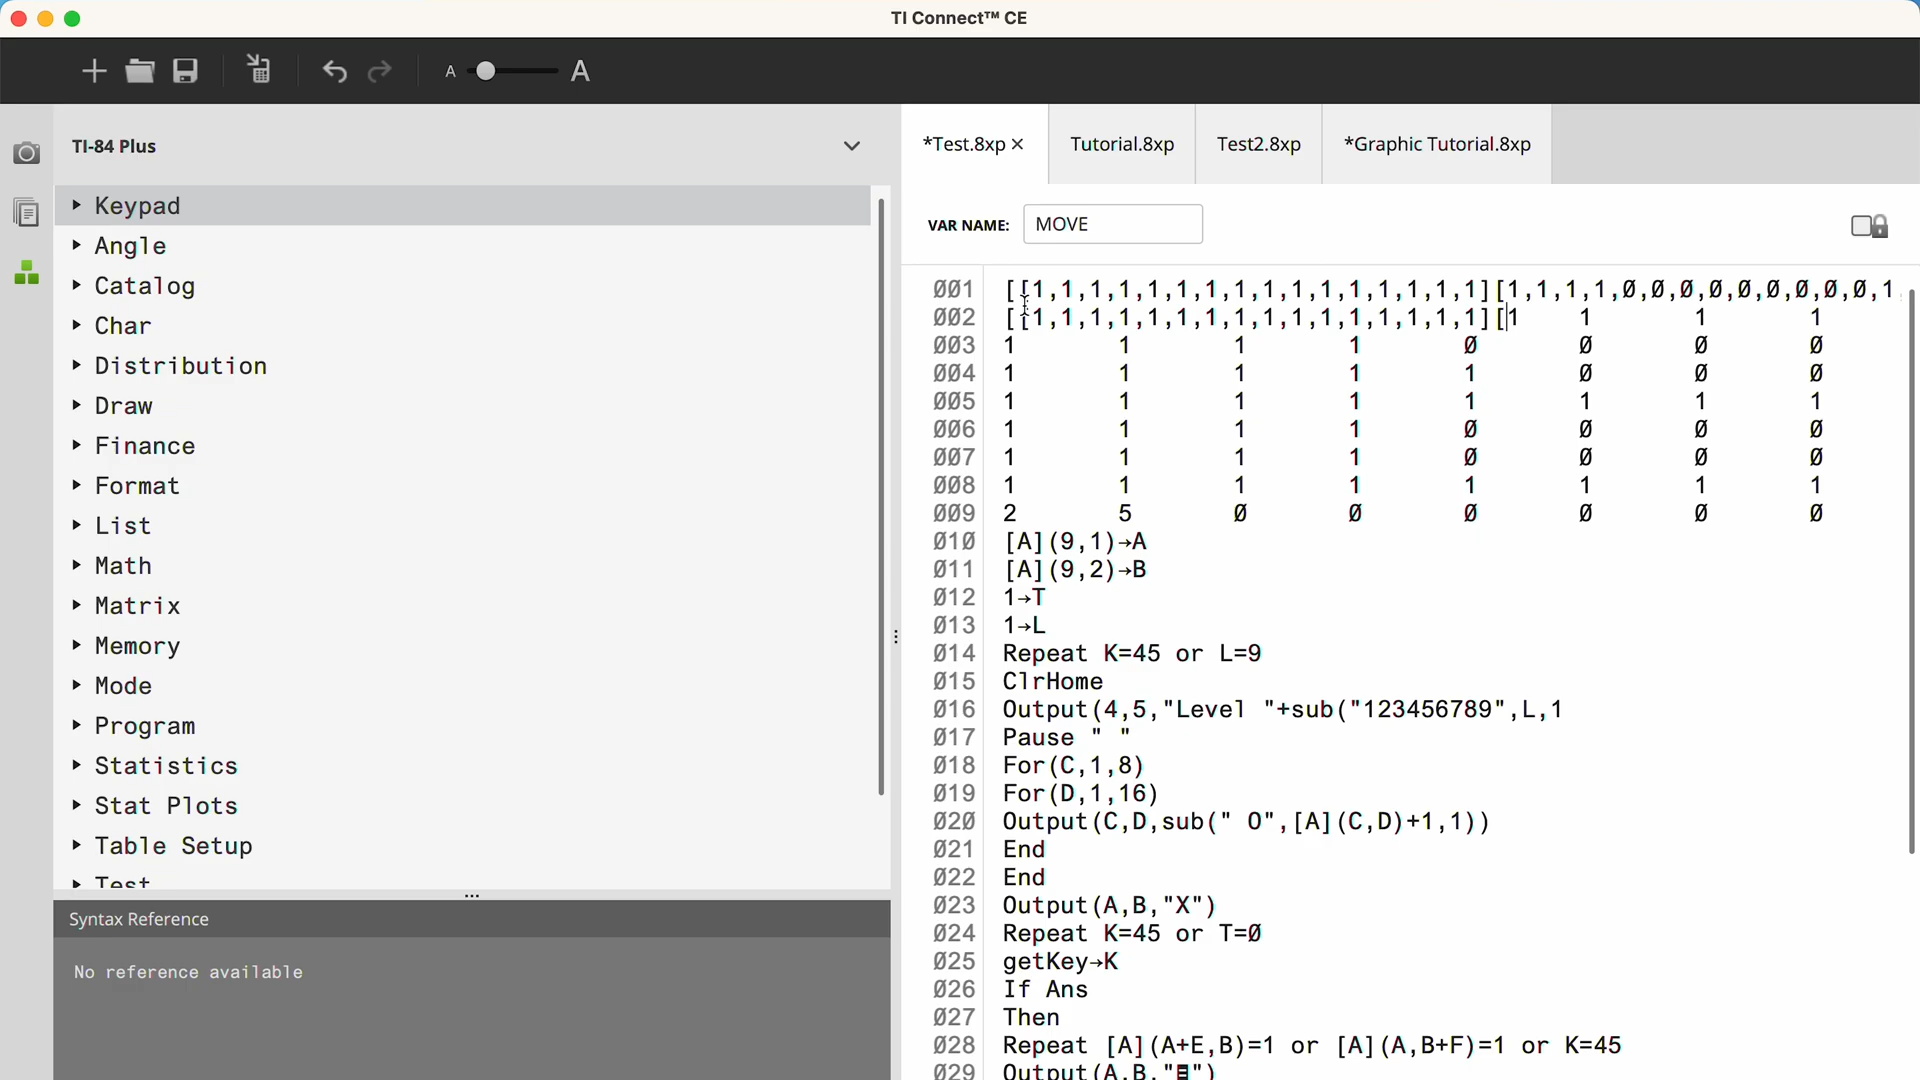 TI Connect™ CE
A A
TI-84 Plus
Keypad
Angle
Catalog
Char
Distribution
Draw
Finance
Format
List
Math
Matrix
Memory
Mode
Program
Statistics
Stat Plots
Table Setup
Test
Syntax Reference
No reference available
*Test.8xp Tutorial.8xp Test2.8xp *Graphic Tutorial.8xp
VAR NAME: MOVE
001 [[1,1,1,1,1,1,1,1,1,1,1,1,1,1,1,1][1,1,1,1,0,0,0,0,0,0,0,0,0,1
002 [[1,1,1,1,1,1,1,1,1,1,1,1,1,1,1,1][1 1 1 1
003 1 1 1 1 0 0 0 0
004 1 1 1 1 1 0 0 0
005 1 1 1 1 1 1 1 1
006 1 1 1 1 0 0 0 0
007 1 1 1 1 0 0 0 0
008 1 1 1 1 1 1 1 1
009 2 5 0 0 0 0 0 0
010 [A](9,1)→A
011 [A](9,2)→B
012 1→T
013 1→L
014 Repeat K=45 or L=9
015 ClrHome
016 Output(4,5,"Level "+sub("123456789",L,1
017 Pause " "
018 For(C,1,8)
019 For(D,1,16)
020 Output(C,D,sub(" O",[A](C,D)+1,1))
021 End
022 End
023 Output(A,B,"X")
024 Repeat K=45 or T=0
025 getKey→K
026 If Ans
027 Then
028 Repeat [A](A+E,B)=1 or [A](A,B+F)=1 or K=45
029 Output(A,B,"")